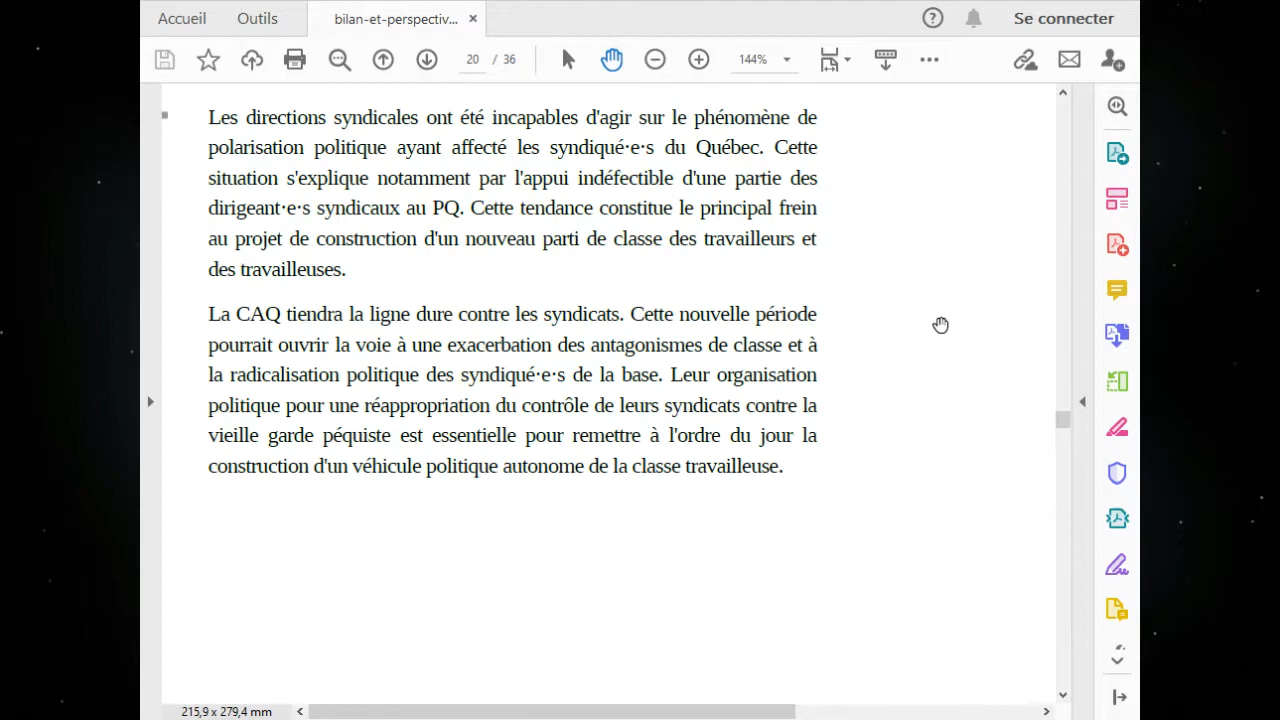 Accueil
Outils
bilan-et-perspectiv...
Se connecter
20 / 36
144%
Les directions syndicales ont été incapables d'agir sur le phénomène de
polarisation politique ayant affecté les syndiqué·e·s du Québec. Cette
situation s'explique notamment par l'appui indéfectible d'une partie des
dirigeant·e·s syndicaux au PQ. Cette tendance constitue le principal frein
au projet de construction d'un nouveau parti de classe des travailleurs et
des travailleuses.
La CAQ tiendra la ligne dure contre les syndicats. Cette nouvelle période
pourrait ouvrir la voie à une exacerbation des antagonismes de classe et à
la radicalisation politique des syndiqué·e·s de la base. Leur organisation
politique pour une réappropriation du contrôle de leurs syndicats contre la
vieille garde péquiste est essentielle pour remettre à l'ordre du jour la
construction d'un véhicule politique autonome de la classe travailleuse.
215,9 x 279,4 mm